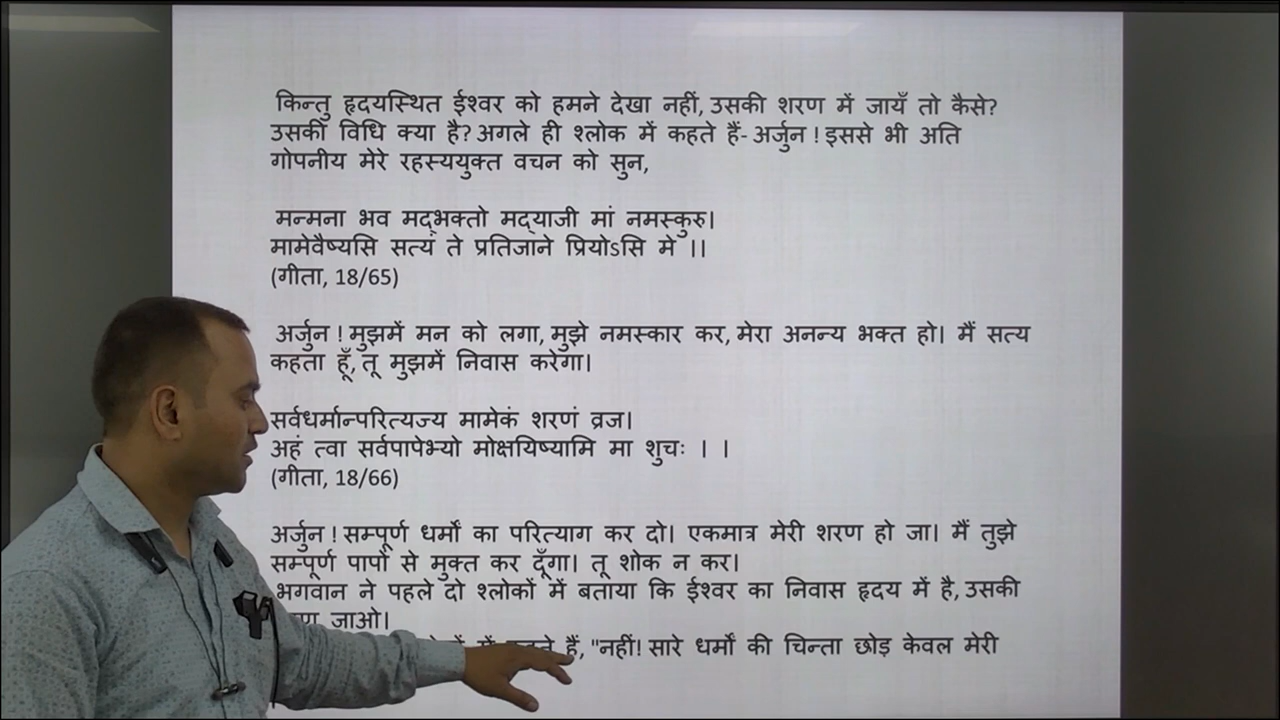 किन्तु हृदयस्थित ईश्वर को हमने देखा नहीं, उसकी शरण में जायँ तो कैसे?
उसकी विधि क्या है? अगले ही श्लोक में कहते हैं- अर्जुन ! इससे भी अति
गोपनीय मेरे रहस्ययुक्त वचन को सुन,
मन्मना भव मद्‌भक्तो मद्‌याजी मां नमस्कुरु।
मामेवैष्यसि सत्यं ते प्रतिजाने प्रियोऽसि मे ।।
(गीता, 18/65)
अर्जुन ! मुझमें मन को लगा, मुझे नमस्कार कर, मेरा अनन्य भक्त हो। मैं सत्य
कहता हूँ, तू मुझमें निवास करेगा।
सर्वधर्मान्परित्यज्य मामेकं शरणं व्रज।
अहं त्वा सर्वपापेभ्यो मोक्षयिष्यामि मा शुचः । ।
(गीता, 18/66)
अर्जुन ! सम्पूर्ण धर्मों का परित्याग कर दो। एकमात्र मेरी शरण हो जा। मैं तुझे
सम्पूर्ण पापों से मुक्त कर दूँगा। तू शोक न कर।
भगवान ने पहले दो श्लोकों में बताया कि ईश्वर का निवास हृदय में है, उसकी
जाओ।
हैं, "नहीं! सारे धर्मों की चिन्ता छोड़ केवल मेरी